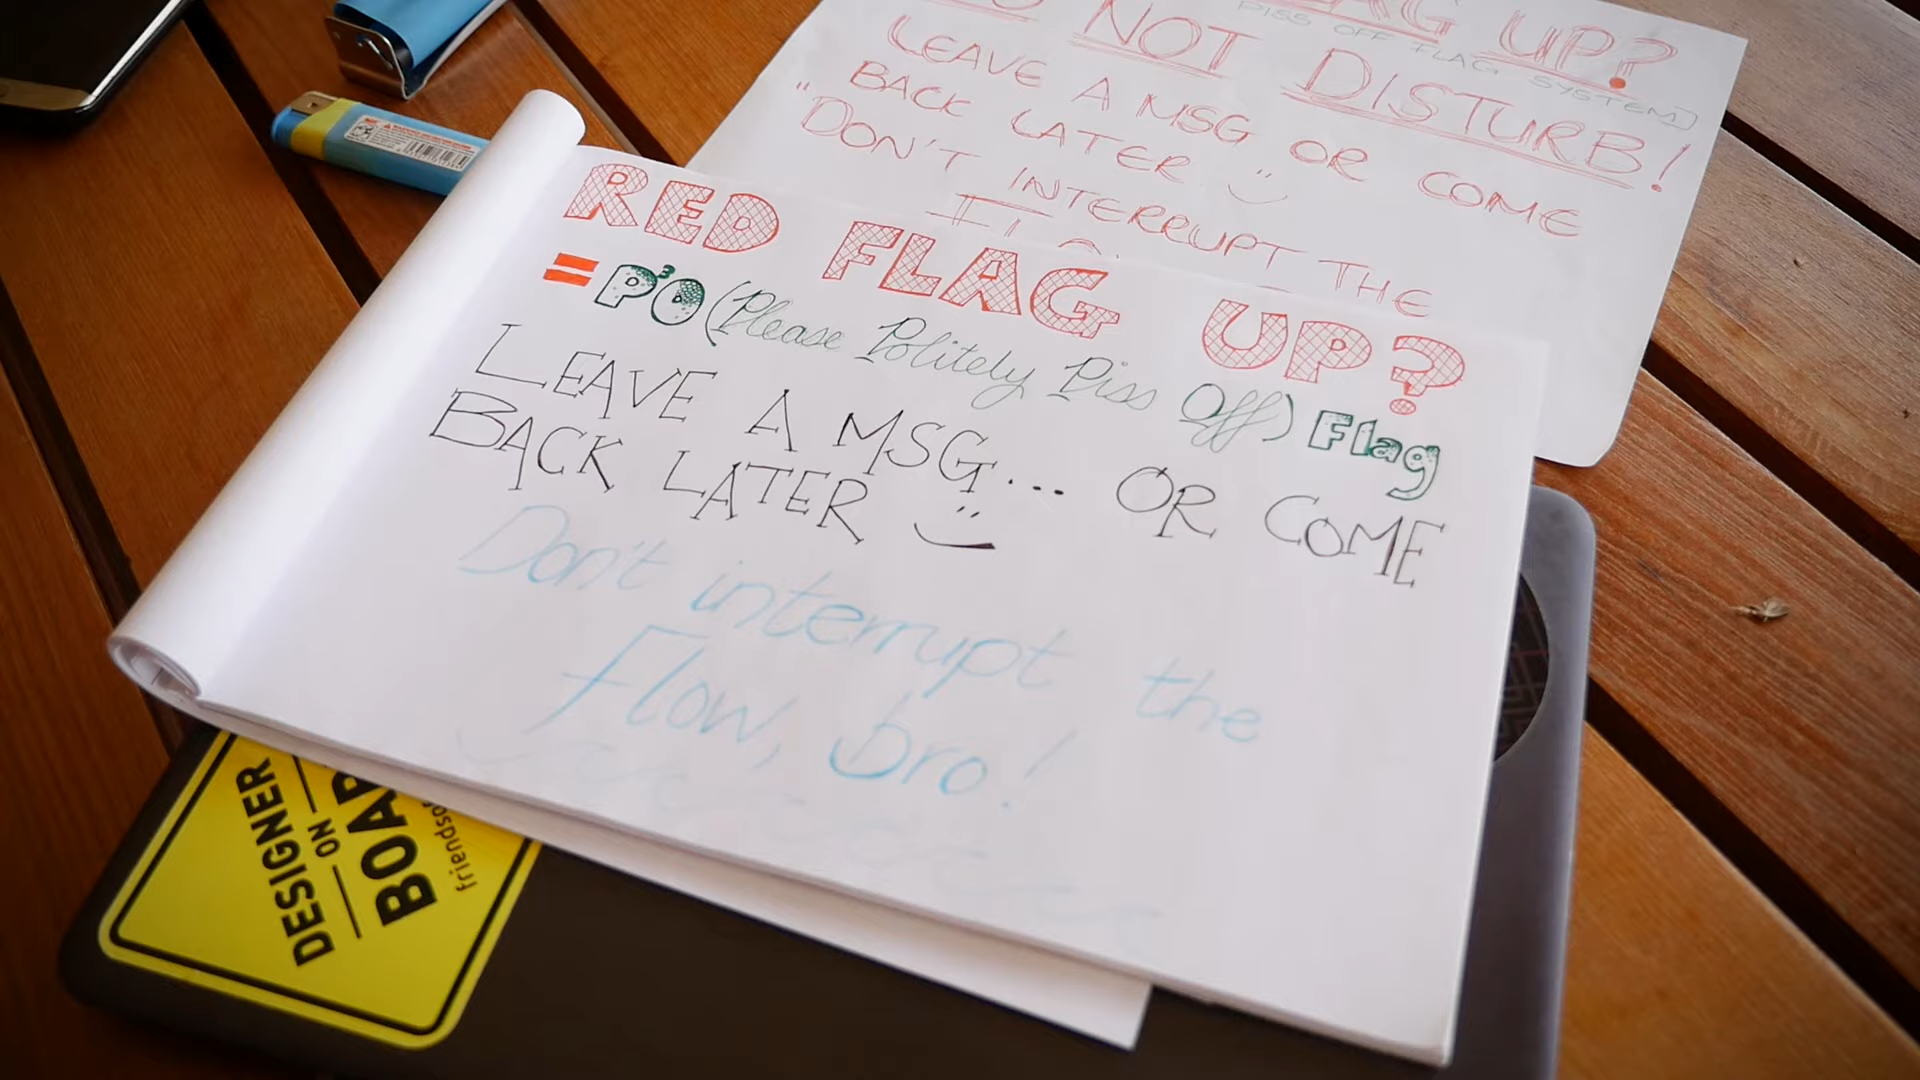 FLAG UP?
PISS OFF FLAG SYSTEM]
NOT DISTURB!
LEAVE A MSG OR COME
BACK LATER
"DON'T INTERRUPT THE
RED FLAG UP?
= P³O (Please Politely Piss Off) Flag
LEAVE A MSG... OR COME
BACK LATER
Don't interrupt the
Flow, bro!
DESIGNER
ON